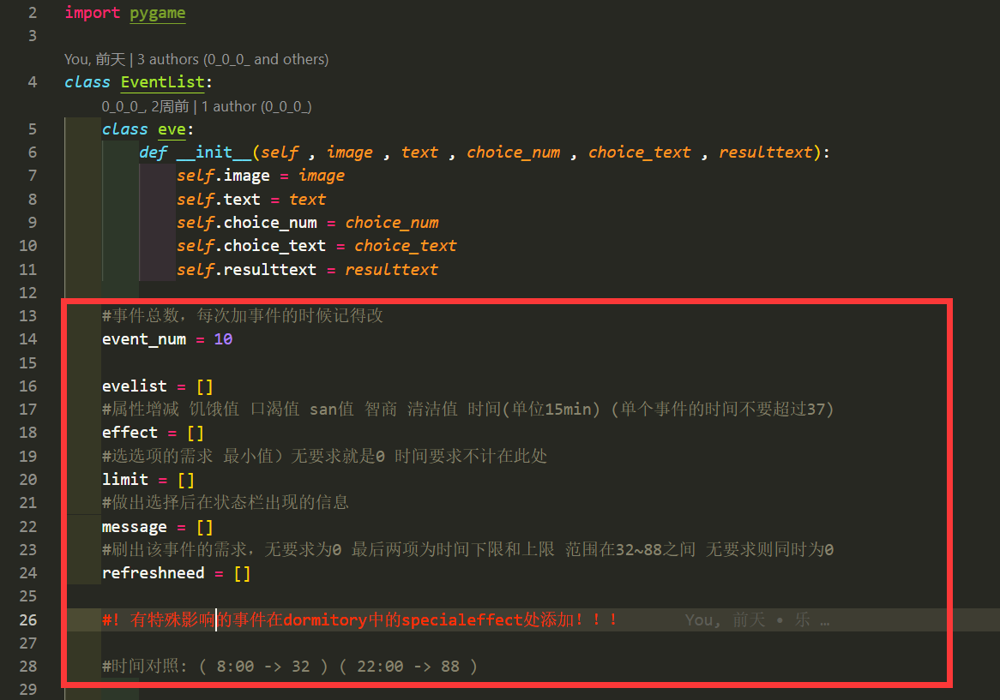 2 import pygame
3
You, 前天 | 3 authors (0_0_0_ and others)
4 class EventList:
0_0_0_, 2周前 | 1 author (0_0_0_)
5 class eve:
6 def __init__(self , image , text , choice_num , choice_text , resulttext):
7 self.image = image
8 self.text = text
9 self.choice_num = choice_num
10 self.choice_text = choice_text
11 self.resulttext = resulttext
12
13 #事件总数，每次加事件的时候记得改
14 event_num = 10
15
16 evelist = []
17 #属性增减 饥饿值 口渴值 san值 智商 清洁值 时间(单位15min) (单个事件的时间不要超过37)
18 effect = []
19 #选选项的需求 最小值）无要求就是0 时间要求不计在此处
20 limit = []
21 #做出选择后在状态栏出现的信息
22 message = []
23 #刷出该事件的需求，无要求为0 最后两项为时间下限和上限 范围在32~88之间 无要求则同时为0
24 refreshneed = []
25
26 #! 有特殊影响的事件在dormitory中的specialeffect处添加！！！ You, 前天 • 乐 …
27
28 #时间对照: ( 8:00 -> 32 ) ( 22:00 -> 88 )
29